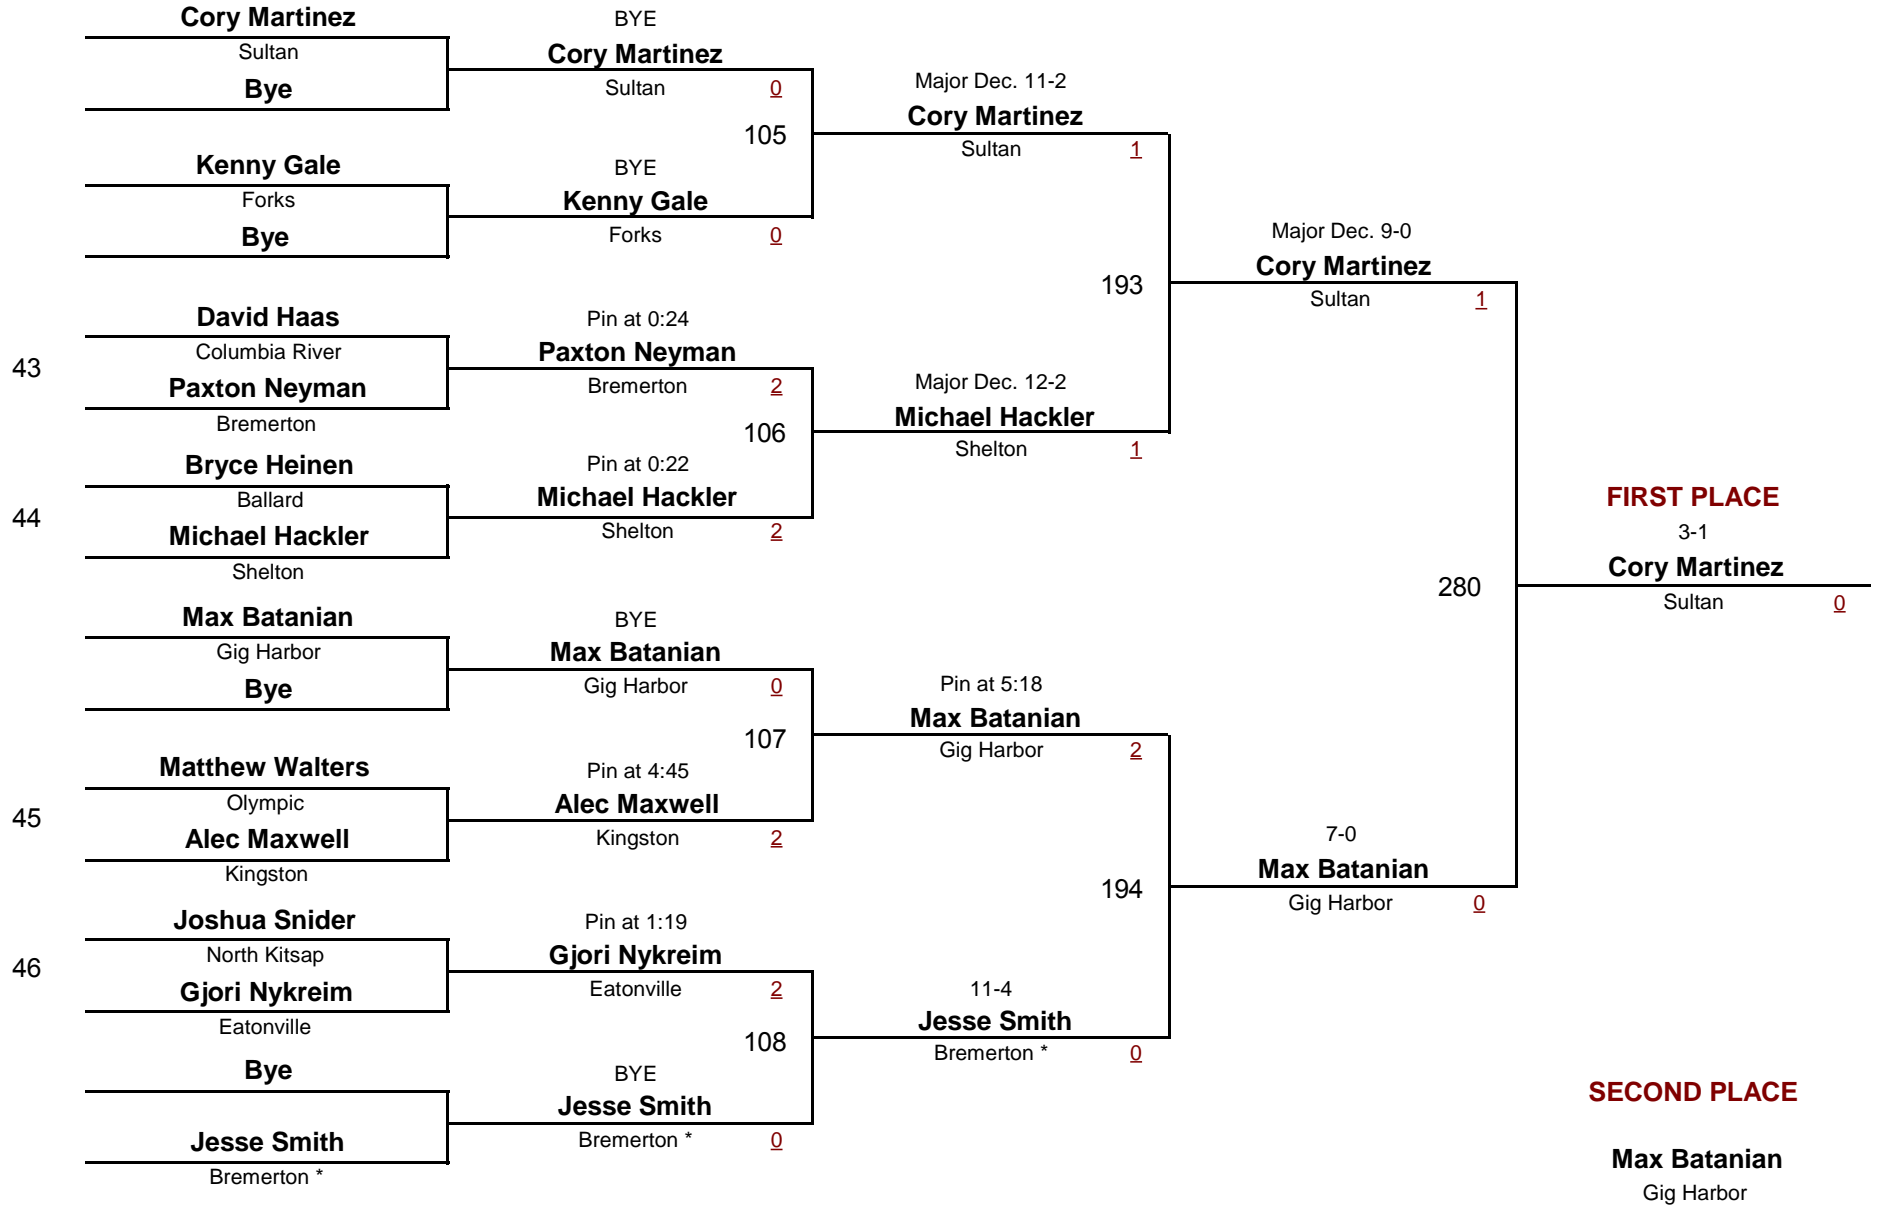 Cory Martinez
Sultan
Bye
Kenny Gale
Forks
Bye
43
David Haas
Columbia River
Paxton Neyman
Bremerton
44
Bryce Heinen
Ballard
Michael Hackler
Shelton
Max Batanian
Gig Harbor
Bye
45
Matthew Walters
Olympic
Alec Maxwell
Kingston
46
Joshua Snider
North Kitsap
Gjori Nykreim
Eatonville
Bye
Jesse Smith
Bremerton *
BYE
Cory Martinez
Sultan 0
105
BYE
Kenny Gale
Forks 0
Pin at 0:24
Paxton Neyman
Bremerton 2
106
Pin at 0:22
Michael Hackler
Shelton 2
BYE
Max Batanian
Gig Harbor 0
107
Pin at 4:45
Alec Maxwell
Kingston 2
Pin at 1:19
Gjori Nykreim
Eatonville 2
108
BYE
Jesse Smith
Bremerton * 0
Major Dec. 11-2
Cory Martinez
Sultan 1
193
Major Dec. 12-2
Michael Hackler
Shelton 1
Pin at 5:18
Max Batanian
Gig Harbor 2
194
11-4
Jesse Smith
Bremerton * 0
Major Dec. 9-0
Cory Martinez
Sultan 1
280
7-0
Max Batanian
Gig Harbor 0
FIRST PLACE
3-1
Cory Martinez
Sultan 0
SECOND PLACE
Max Batanian
Gig Harbor